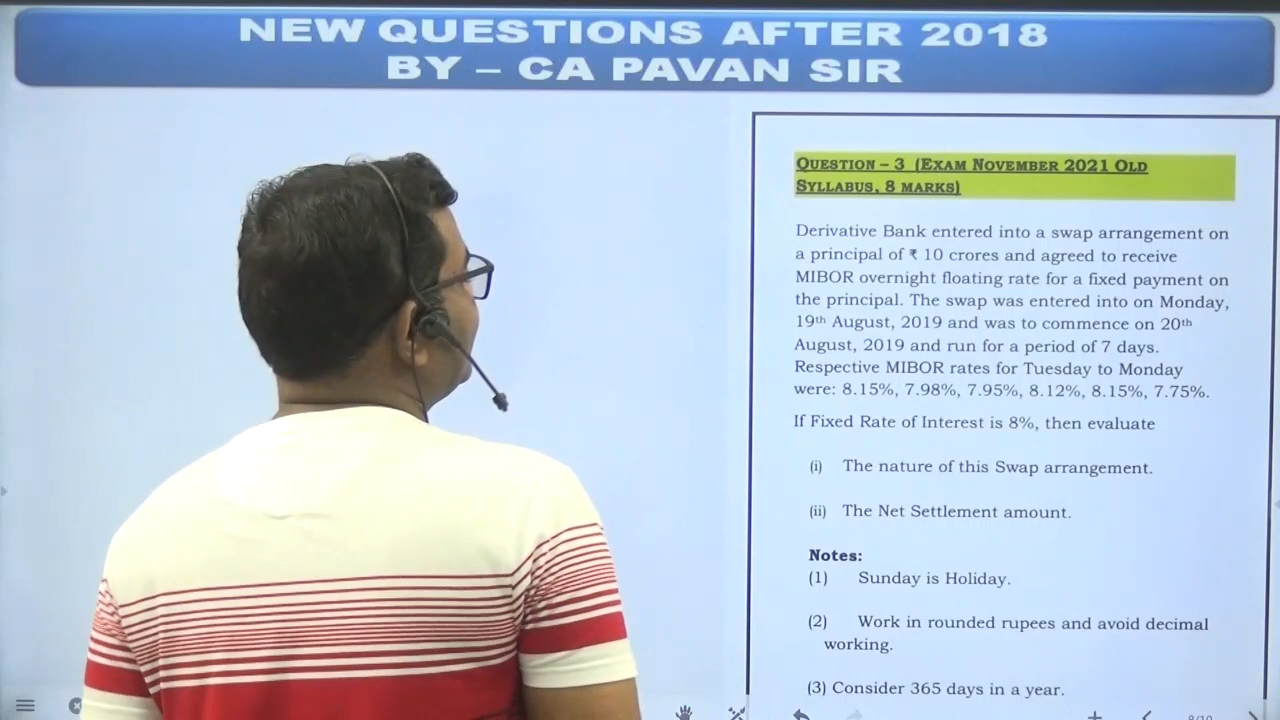 NEW QUESTIONS AFTER 2018
BY – CA PAVAN SIR
QUESTION – 3 (EXAM NOVEMBER 2021 OLD
SYLLABUS, 8 MARKS)
Derivative Bank entered into a swap arrangement on
a principal of ₹ 10 crores and agreed to receive
MIBOR overnight floating rate for a fixed payment on
the principal. The swap was entered into on Monday,
19th August, 2019 and was to commence on 20th
August, 2019 and run for a period of 7 days.
Respective MIBOR rates for Tuesday to Monday
were: 8.15%, 7.98%, 7.95%, 8.12%, 8.15%, 7.75%.
If Fixed Rate of Interest is 8%, then evaluate
(i) The nature of this Swap arrangement.
(ii) The Net Settlement amount.
Notes:
(1) Sunday is Holiday.
(2) Work in rounded rupees and avoid decimal
working.
(3) Consider 365 days in a year.